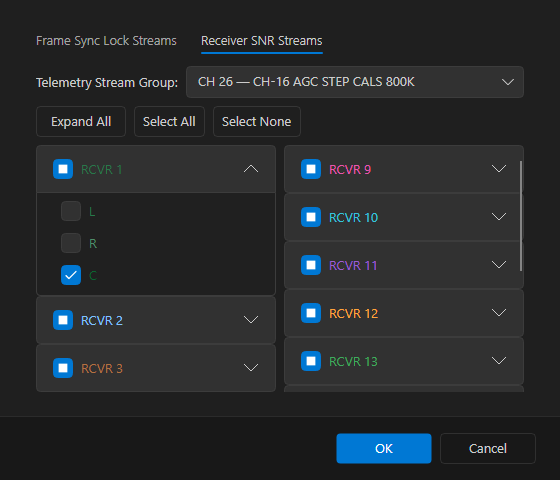 Frame Sync Lock Streams
Receiver SNR Streams
Telemetry Stream Group:
CH 26 — CH-16 AGC STEP CALS 800K
Expand All
Select All
Select None
RCVR 1
L
R
C
RCVR 2
RCVR 3
RCVR 9
RCVR 10
RCVR 11
RCVR 12
RCVR 13
OK
Cancel